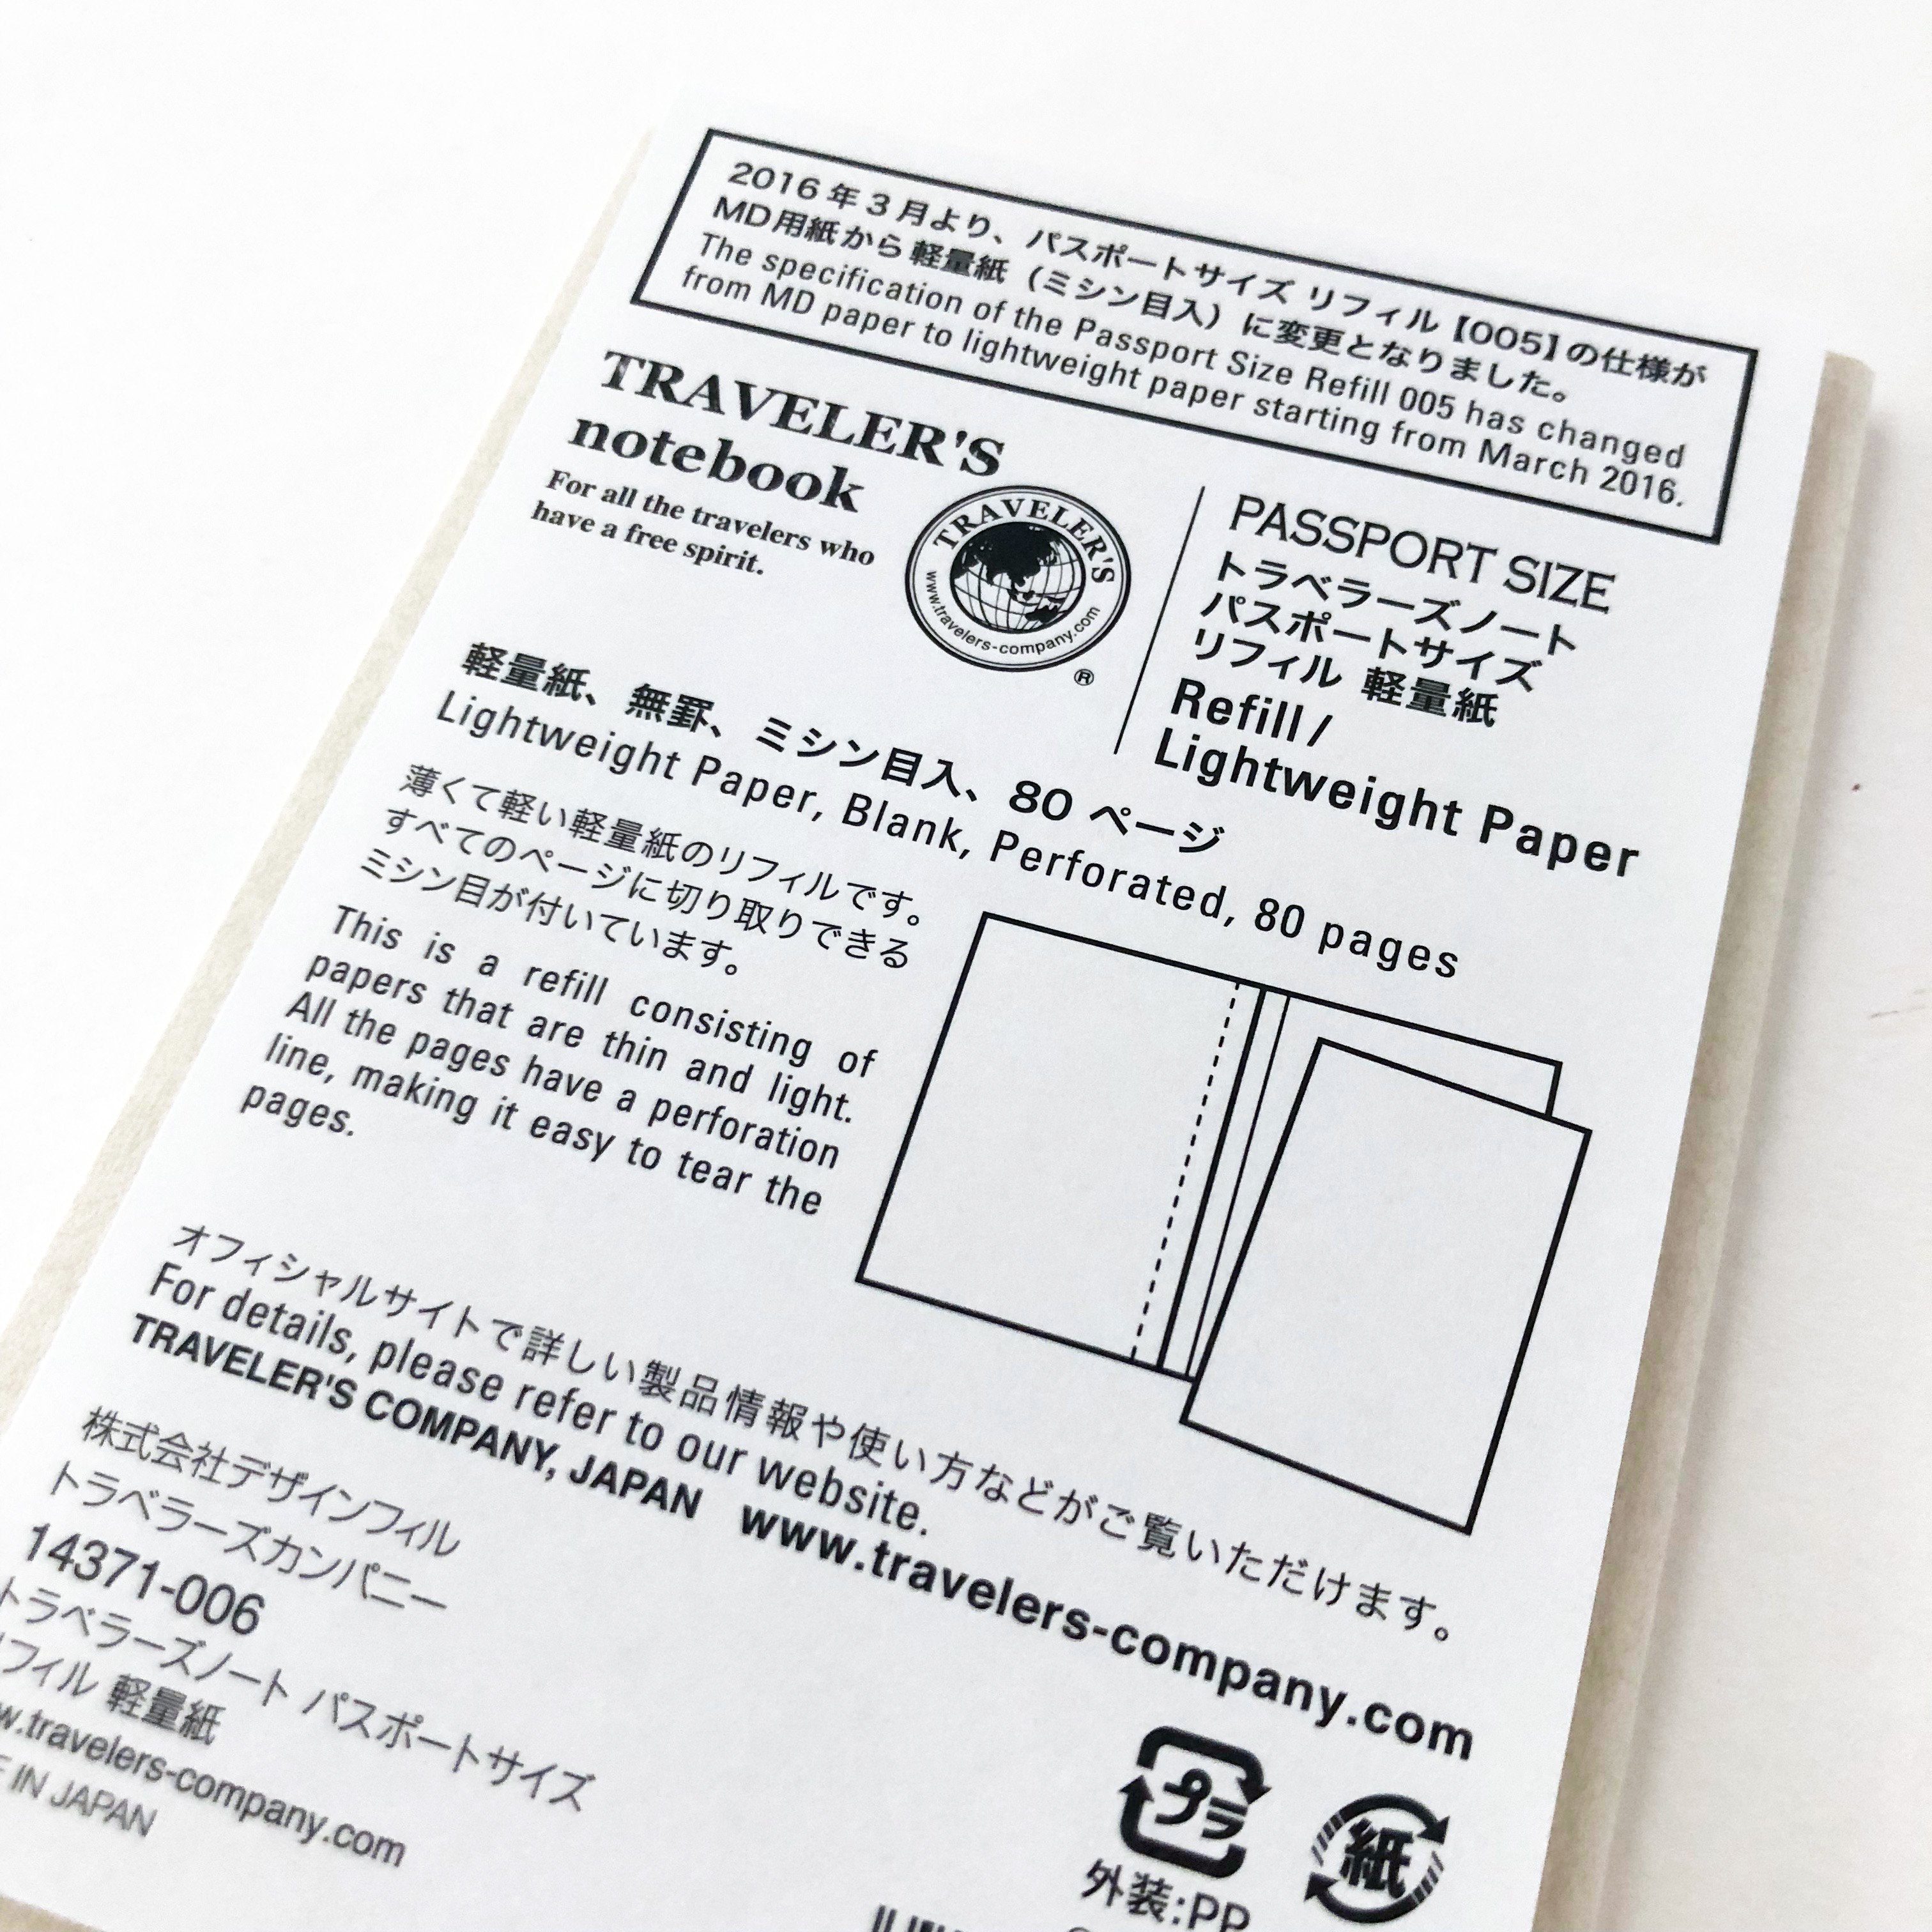 2016年3月より、パスポートサイズ リフィル【005】の仕様が
MD用紙から軽量紙（ミシン目入）に変更となりました。
The specification of the Passport Size Refill 005 has changed
from MD paper to lightweight paper starting from March 2016.
TRAVELER'S
notebook
For all the travelers who
have a free spirit.
TRAVELER'S
www.travelers-company.com
®
PASSPORT SIZE
トラベラーズノート
パスポートサイズ
リフィル 軽量紙
Refill/
Lightweight Paper
軽量紙、無罫、ミシン目入、80ページ
Lightweight Paper, Blank, Perforated, 80 pages
薄くて軽い軽量紙のリフィルです。
すべてのページに切り取りできる
ミシン目が付いています。
This is a refill consisting of
papers that are thin and light.
All the pages have a perforation
line, making it easy to tear the
pages.
オフィシャルサイトで詳しい製品情報や使い方などがご覧いただけます。
For details, please refer to our website.
TRAVELER'S COMPANY, JAPAN www.travelers-company.com
株式会社デザインフィル
トラベラーズカンパニー
14371-006
トラベラーズノート パスポートサイズ
フィル 軽量紙
w.travelers-company.com
E IN JAPAN
プラ
外装:PP
紙